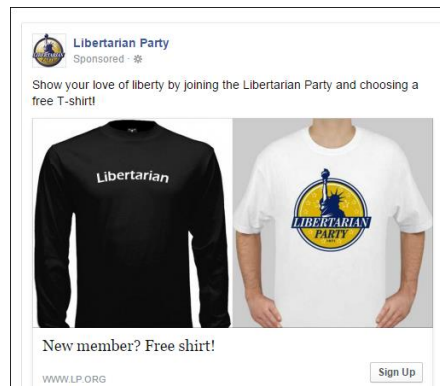 Libertarian Party
Sponsored ·
Show your love of liberty by joining the Libertarian Party and choosing a
free T-shirt!
Libertarian
LIBERTARIAN
PARTY
New member? Free shirt!
WWW.LP.ORG
Sign Up